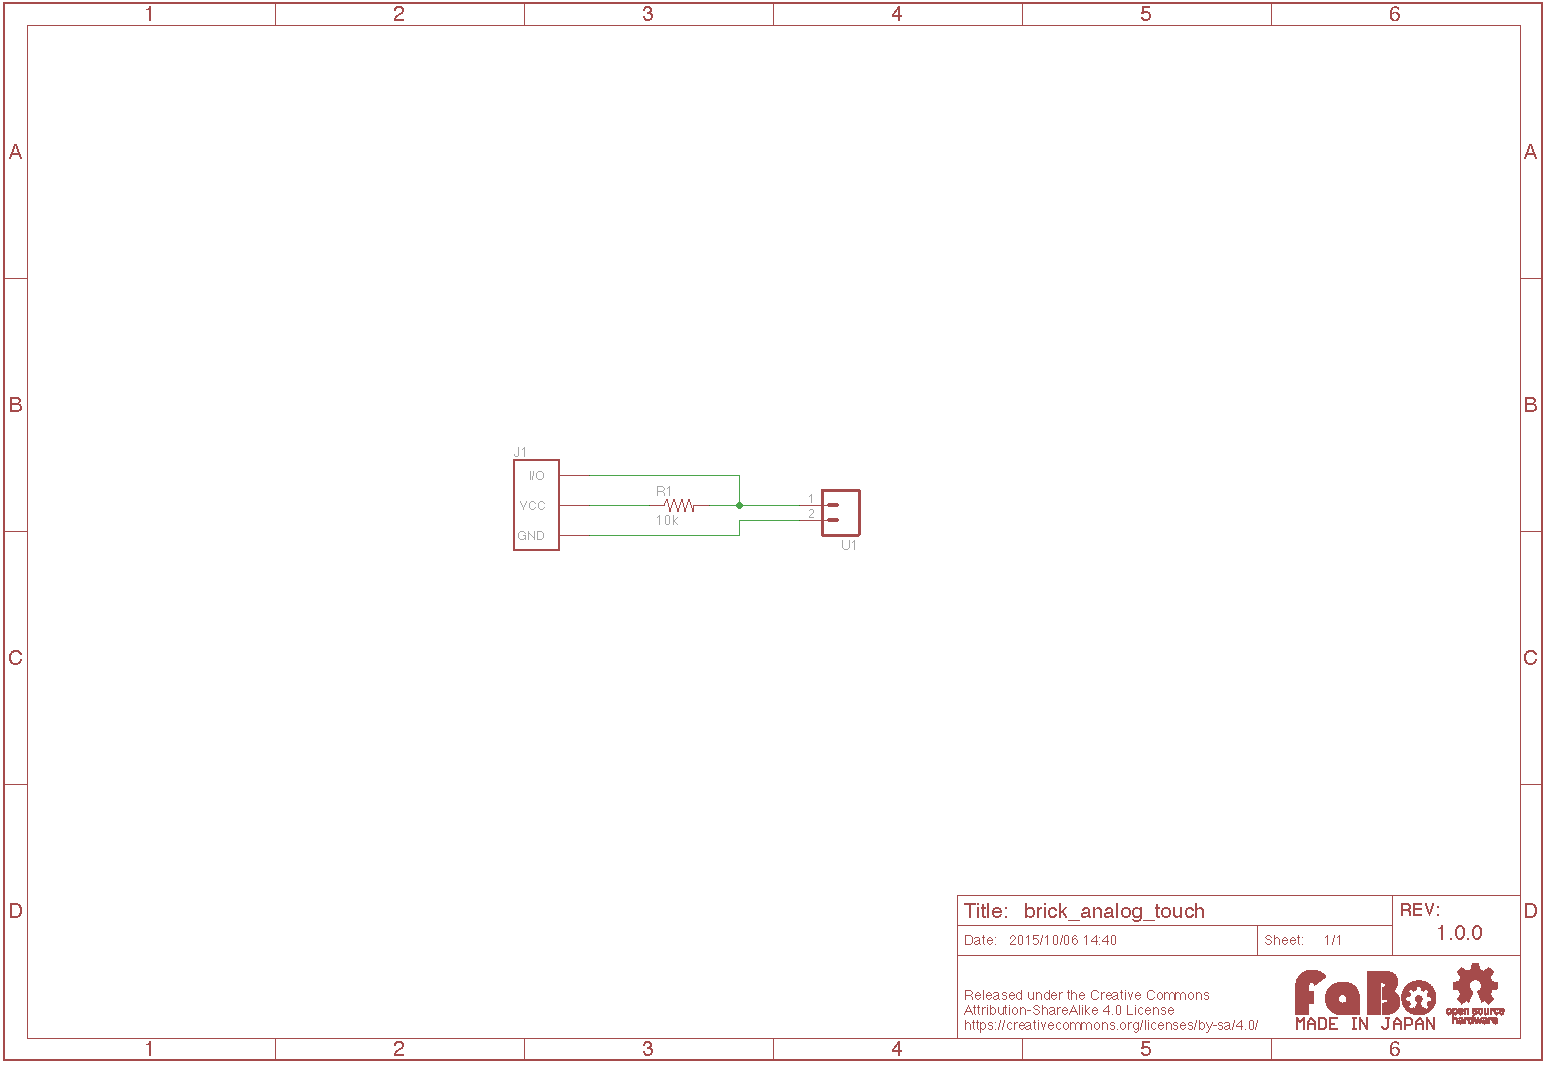 1 2 3 4 5 6
A A
B B
J1
I/O
VCC
GND
R1
10k
1
2
U1
C C
D D
Title: brick_analog_touch
REV:
1.0.0
Date: 2015/10/06 14:40
Sheet: 1/1
Released under the Creative Commons
Attribution-ShareAlike 4.0 License
https://creativecommons.org/licenses/by-sa/4.0/
FaBo
MADE IN JAPAN
open source
hardware
1 2 3 4 5 6